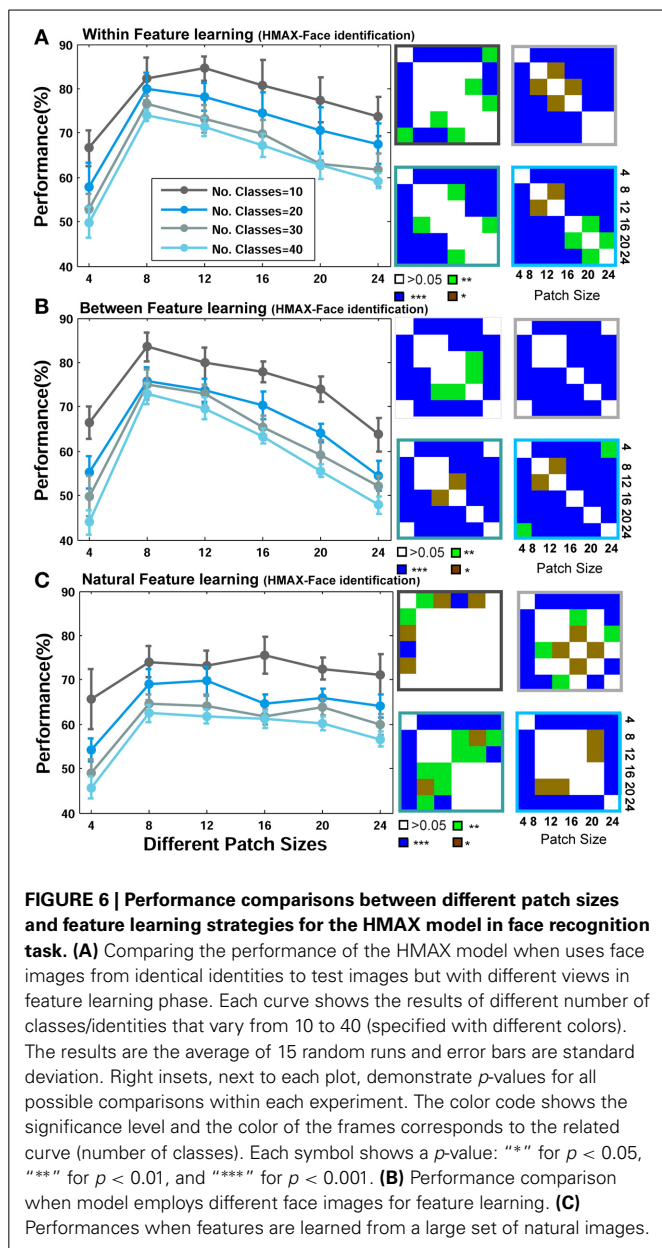 A
Within Feature learning (HMAX-Face identification)
90
80
70
60
50
40
Performance(%)
No. Classes=10
No. Classes=20
No. Classes=30
No. Classes=40
4 8 12 16 20 24
4 8 12 16 20 24
>0.05 **
*** *
4 8 12 16 20 24
Patch Size
B
Between Feature learning (HMAX-Face identification)
90
80
70
60
50
40
Performance(%)
4 8 12 16 20 24
4 8 12 16 20 24
>0.05 **
*** *
4 8 12 16 20 24
Patch Size
C
Natural Feature learning (HMAX-Face identification)
90
80
70
60
50
40
Performance(%)
4 8 12 16 20 24
Different Patch Sizes
4 8 12 16 20 24
>0.05 **
*** *
4 8 12 16 20 24
Patch Size
FIGURE 6 | Performance comparisons between different patch sizes
and feature learning strategies for the HMAX model in face recognition
task. (A) Comparing the performance of the HMAX model when uses face
images from identical identities to test images but with different views in
feature learning phase. Each curve shows the results of different number of
classes/identities that vary from 10 to 40 (specified with different colors).
The results are the average of 15 random runs and error bars are standard
deviation. Right insets, next to each plot, demonstrate p-values for all
possible comparisons within each experiment. The color code shows the
significance level and the color of the frames corresponds to the related
curve (number of classes). Each symbol shows a p-value: “*” for p < 0.05,
“**” for p < 0.01, and “***” for p < 0.001. (B) Performance comparison
when model employs different face images for feature learning. (C)
Performances when features are learned from a large set of natural images.